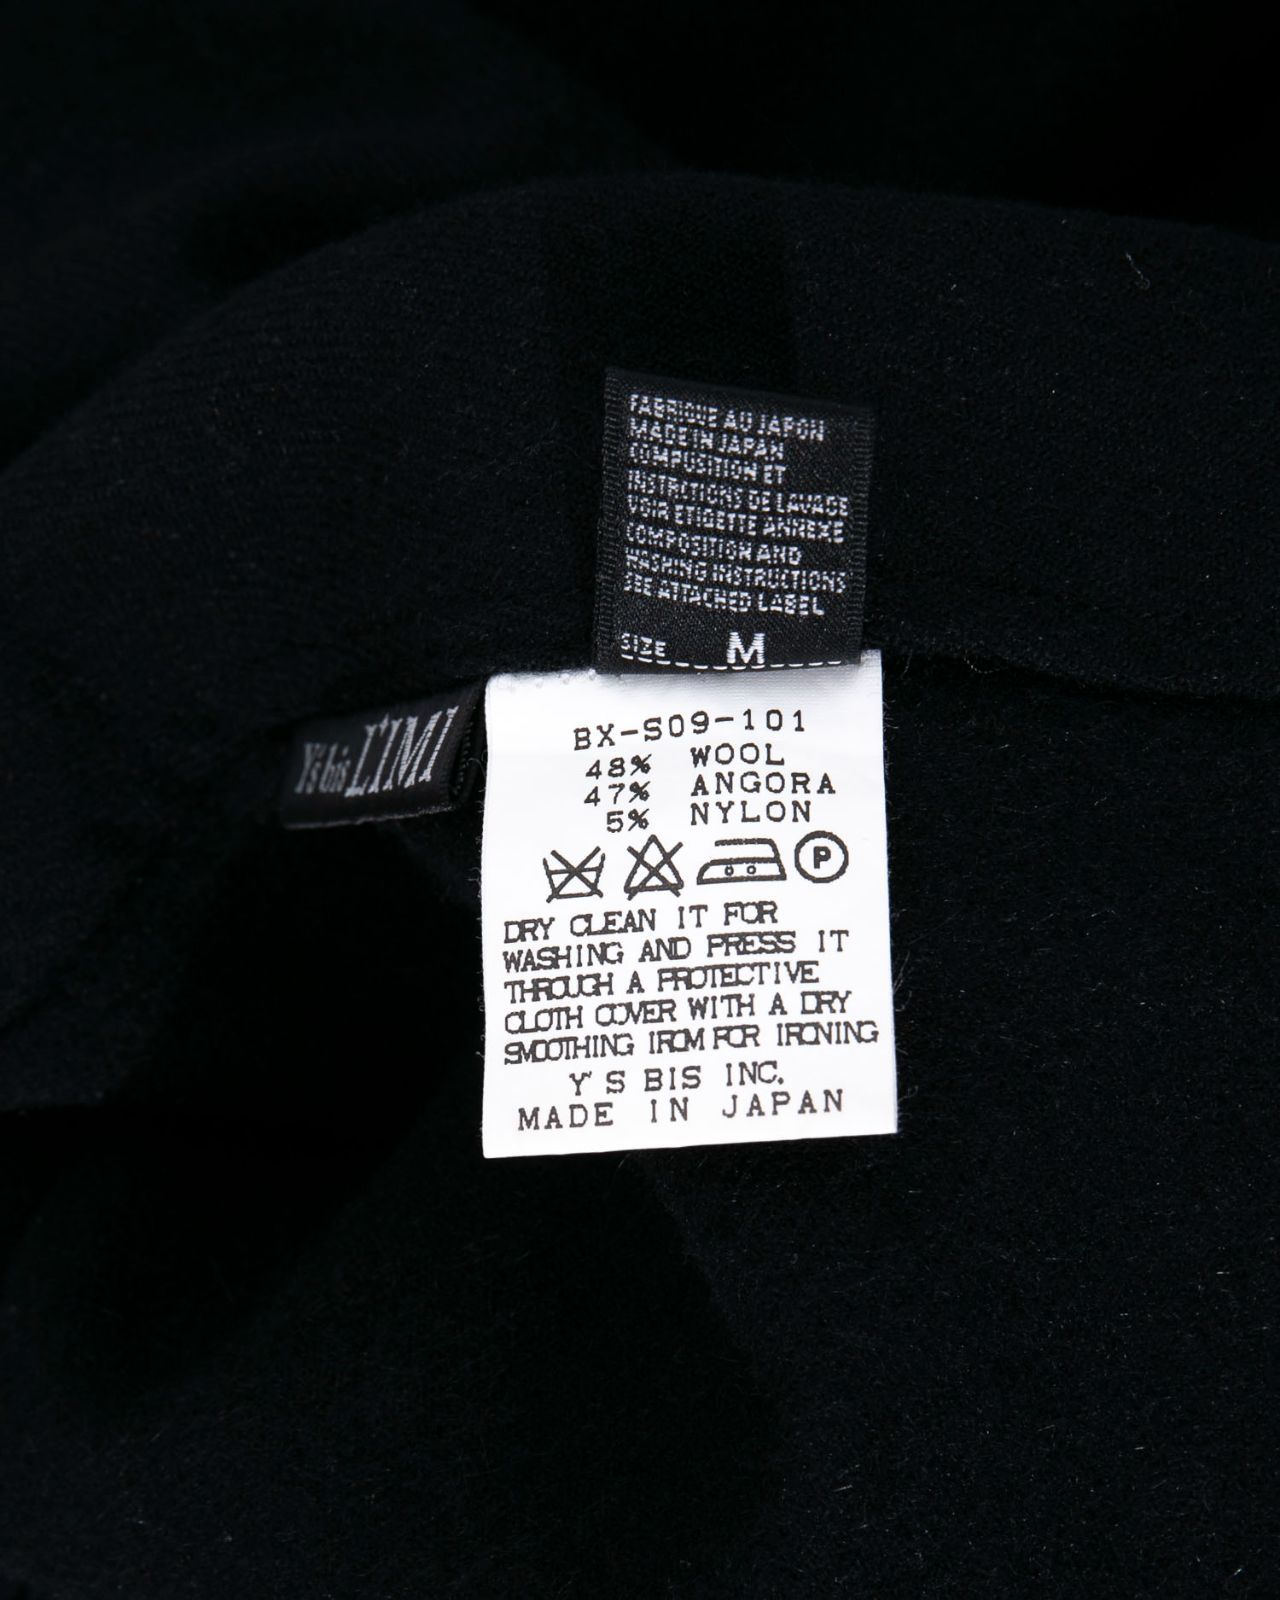 FABRIQUE AU JAPON
MADE IN JAPAN
COMPOSITION ET
INSTRCTIONS DE LAVAGE
VOIR ETIQETTE ANNEXE
COMPOSITION AND
WASHING INSTRUCTIONS
SEE ATTACHED LABEL
SIZE M
Y's bis LIMI
BX-S09-101
48% WOOL
47% ANGORA
5% NYLON
P
DRY CLEAN IT FOR
WASHING AND PRESS IT
THROUGH A PROTECTIVE
CLOTH COVER WITH A DRY
SMOOTHING IROM FOR IRONING
Y'S BIS INC.
MADE IN JAPAN